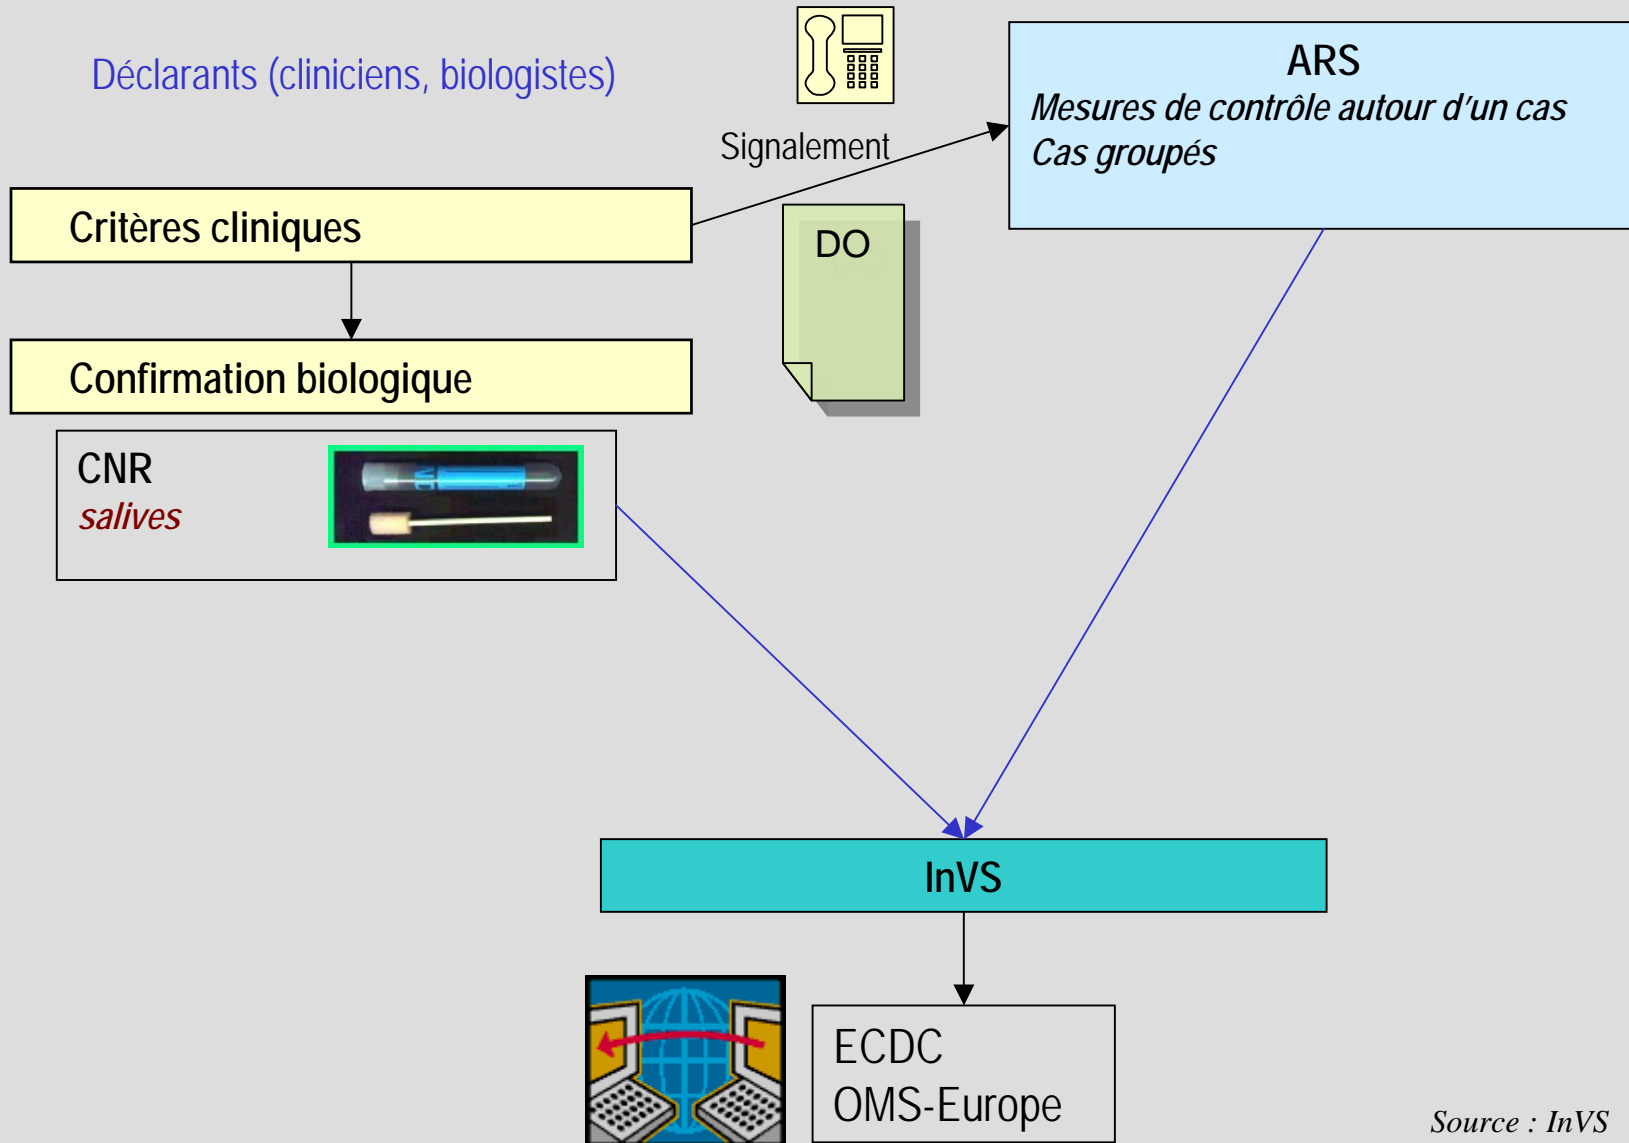 Déclarants (cliniciens, biologistes)
Signalement
ARS
Mesures de contrôle autour d'un cas
Cas groupés
Critères cliniques
DO
Confirmation biologique
CNR
salives
InVS
ECDC
OMS-Europe
Source : InVS